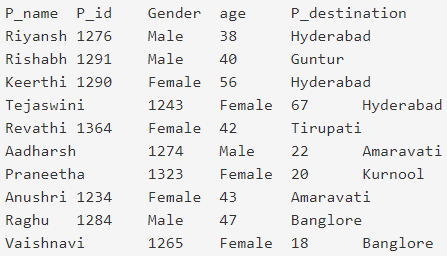 P_name P_id Gender age P_destination
Riyansh 1276 Male 38 Hyderabad
Rishabh 1291 Male 40 Guntur
Keerthi 1290 Female 56 Hyderabad
Tejaswini 1243 Female 67 Hyderabad
Revathi 1364 Female 42 Tirupati
Aadharsh 1274 Male 22 Amaravati
Praneetha 1323 Female 20 Kurnool
Anushri 1234 Female 43 Amaravati
Raghu 1284 Male 47 Banglore
Vaishnavi 1265 Female 18 Banglore